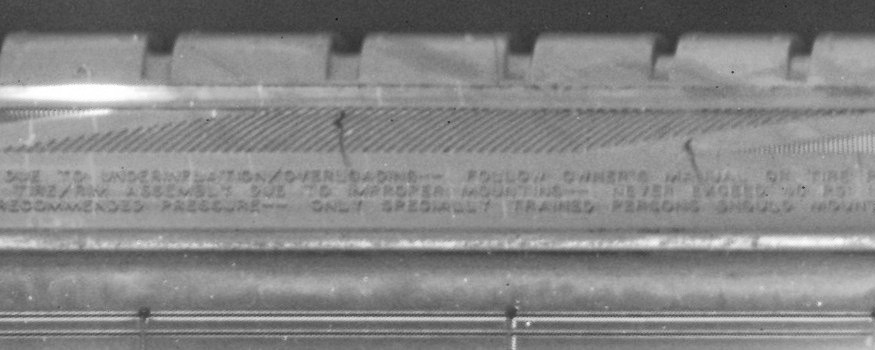 DUE TO UNDERINFLATION/OVERLOADING-- FOLLOW OWNER'S MANUAL OR TIRE
TIRE/RIM ASSEMBLY DUE TO IMPROPER MOUNTING-- NEVER EXCEED
RECOMMENDED PRESSURE-- ONLY SPECIALLY TRAINED PERSONS SHOULD MOUNT